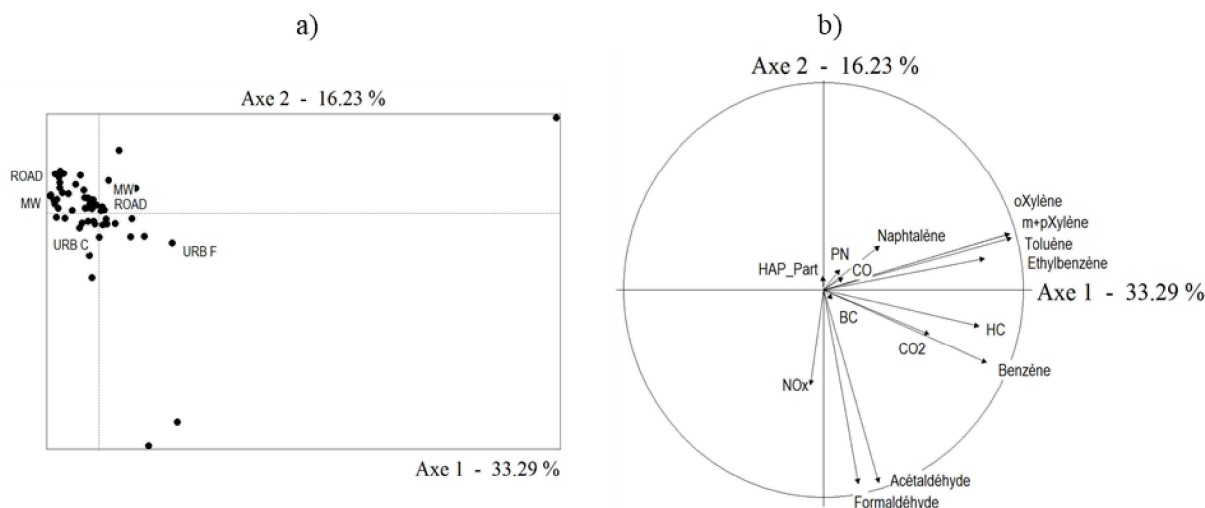 a)
b)
Axe 2 - 16.23 %
ROAD
MW
MW
ROAD
URB C
URB F
Axe 1 - 33.29 %
Axe 2 - 16.23 %
oXylène
m+pXylène
Toluène
Ethylbenzène
Naphtalène
PN
HAP_Part
CO
Axe 1 - 33.29 %
BC
HC
CO2
Benzène
NOx
Acétaldéhyde
Formaldéhyde